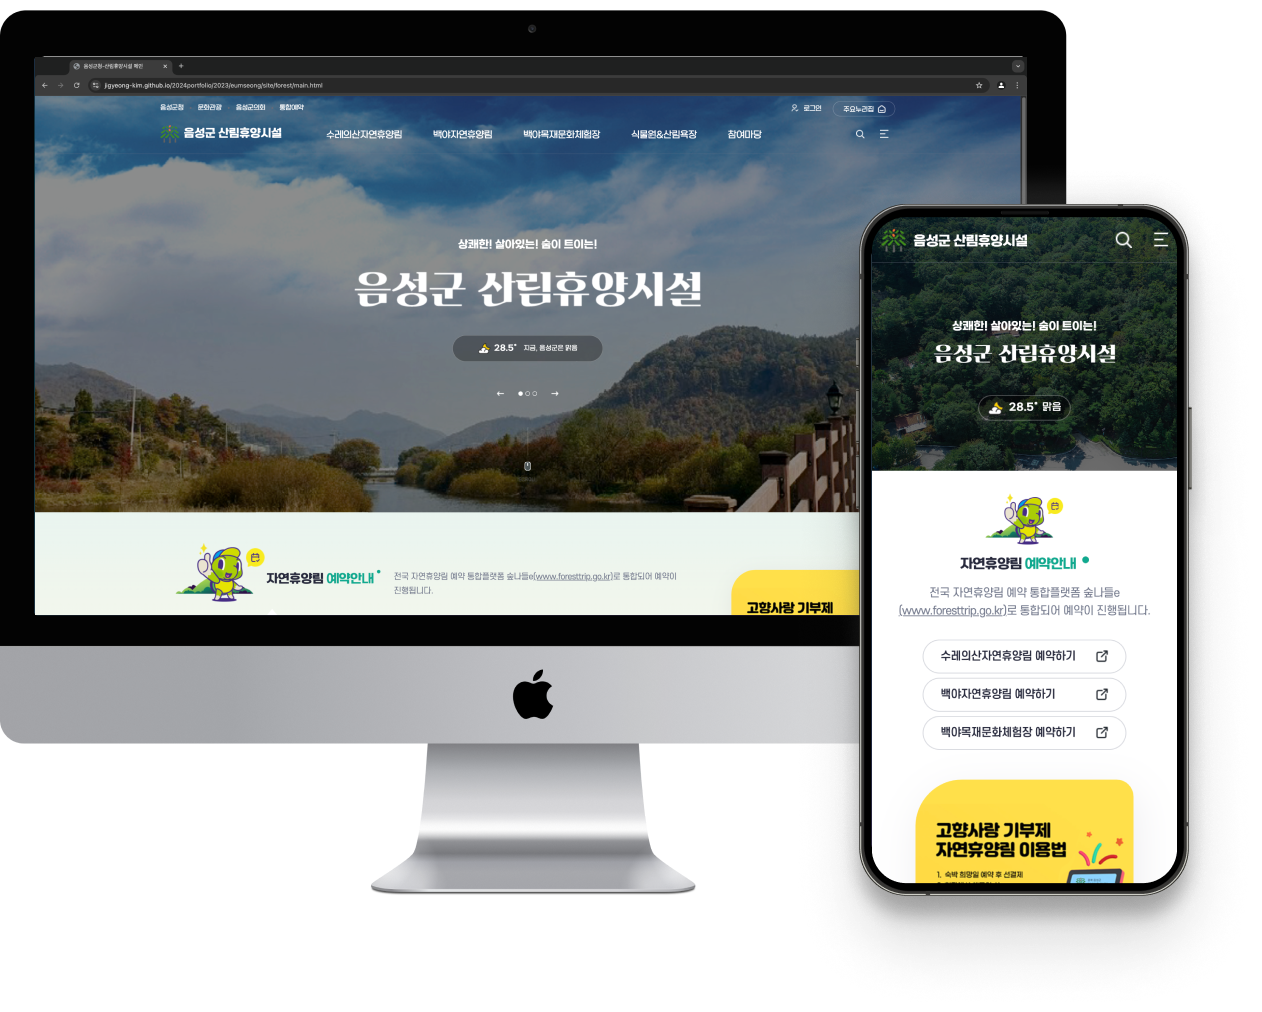 음성군청-산림휴양시설 메인
jigyeong-kim.github.io/2024portfolio/2023/eumseong/site/forest/main.html
음성군청 문화관광 음성군의회 통합예약
로그인 주요누리집
음성군 산림휴양시설
수레의산자연휴양림 백야자연휴양림 백야목재문화체험장 식물원&산림욕장 참여마당
상쾌한! 살아있는! 숨이 트이는!
음성군 산림휴양시설
28.5° 지금, 음성군은 맑음
자연휴양림 예약안내
전국 자연휴양림 예약 통합플랫폼 숲나들e(www.foresttrip.go.kr)로 통합되어 예약이
진행됩니다.
고향사랑 기부제
음성군 산림휴양시설
상쾌한! 살아있는! 숨이 트이는!
음성군 산림휴양시설
28.5° 맑음
자연휴양림 예약안내
전국 자연휴양림 예약 통합플랫폼 숲나들e
(www.foresttrip.go.kr)로 통합되어 예약이 진행됩니다.
수레의산자연휴양림 예약하기
백야자연휴양림 예약하기
백야목재문화체험장 예약하기
고향사랑 기부제
자연휴양림 이용법
1. 숙박 희망일 예약 후 선결제